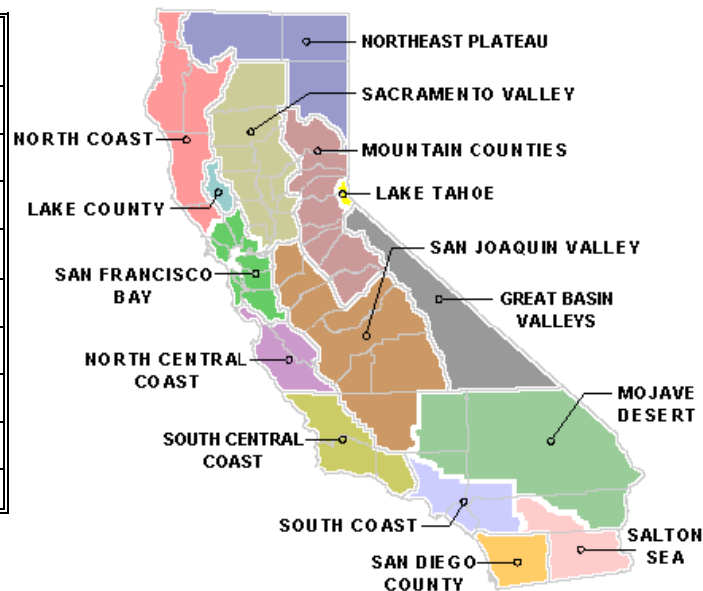 NORTHEAST PLATEAU
SACRAMENTO VALLEY
NORTH COAST
MOUNTAIN COUNTIES
LAKE TAHOE
LAKE COUNTY
SAN JOAQUIN VALLEY
SAN FRANCISCO
BAY
GREAT BASIN
VALLEYS
NORTH CENTRAL
COAST
MOJAVE
DESERT
SOUTH CENTRAL
COAST
SOUTH COAST
SALTON
SEA
SAN DIEGO
COUNTY